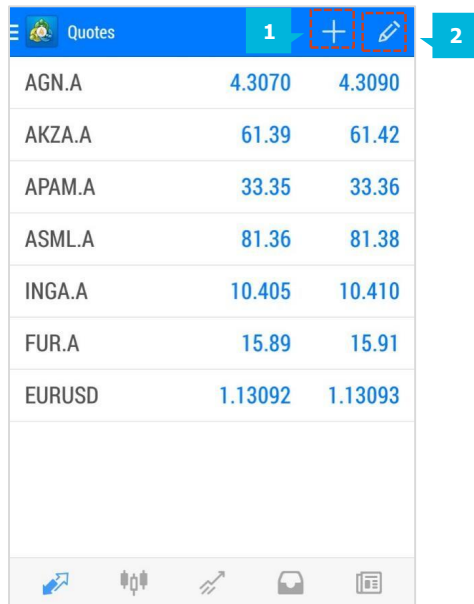 Quotes 1 2
AGN.A 4.3070 4.3090
AKZA.A 61.39 61.42
APAM.A 33.35 33.36
ASML.A 81.36 81.38
INGA.A 10.405 10.410
FUR.A 15.89 15.91
EURUSD 1.13092 1.13093